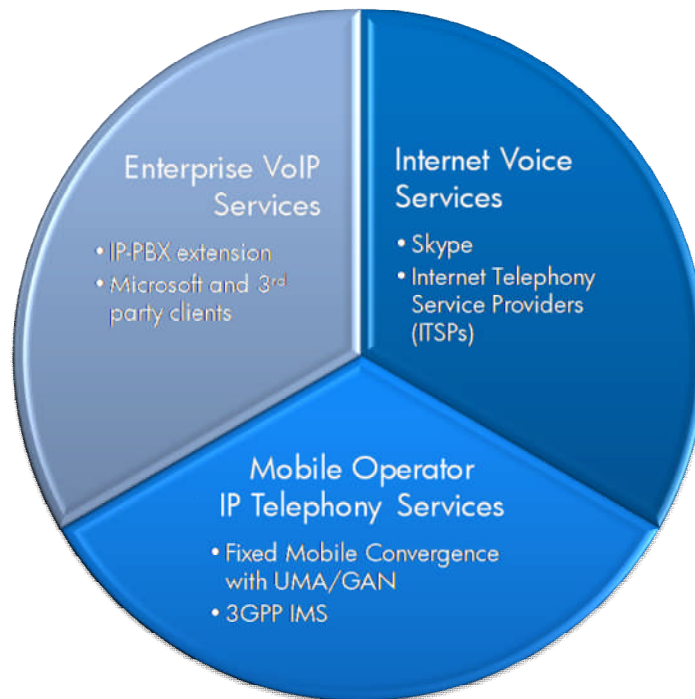 Enterprise VoIP
Services
• IP-PBX extension
• Microsoft and 3rd
party clients
Internet Voice
Services
• Skype
• Internet Telephony
Service Providers
(ITSPs)
Mobile Operator
IP Telephony Services
• Fixed Mobile Convergence
with UMA/GAN
• 3GPP IMS